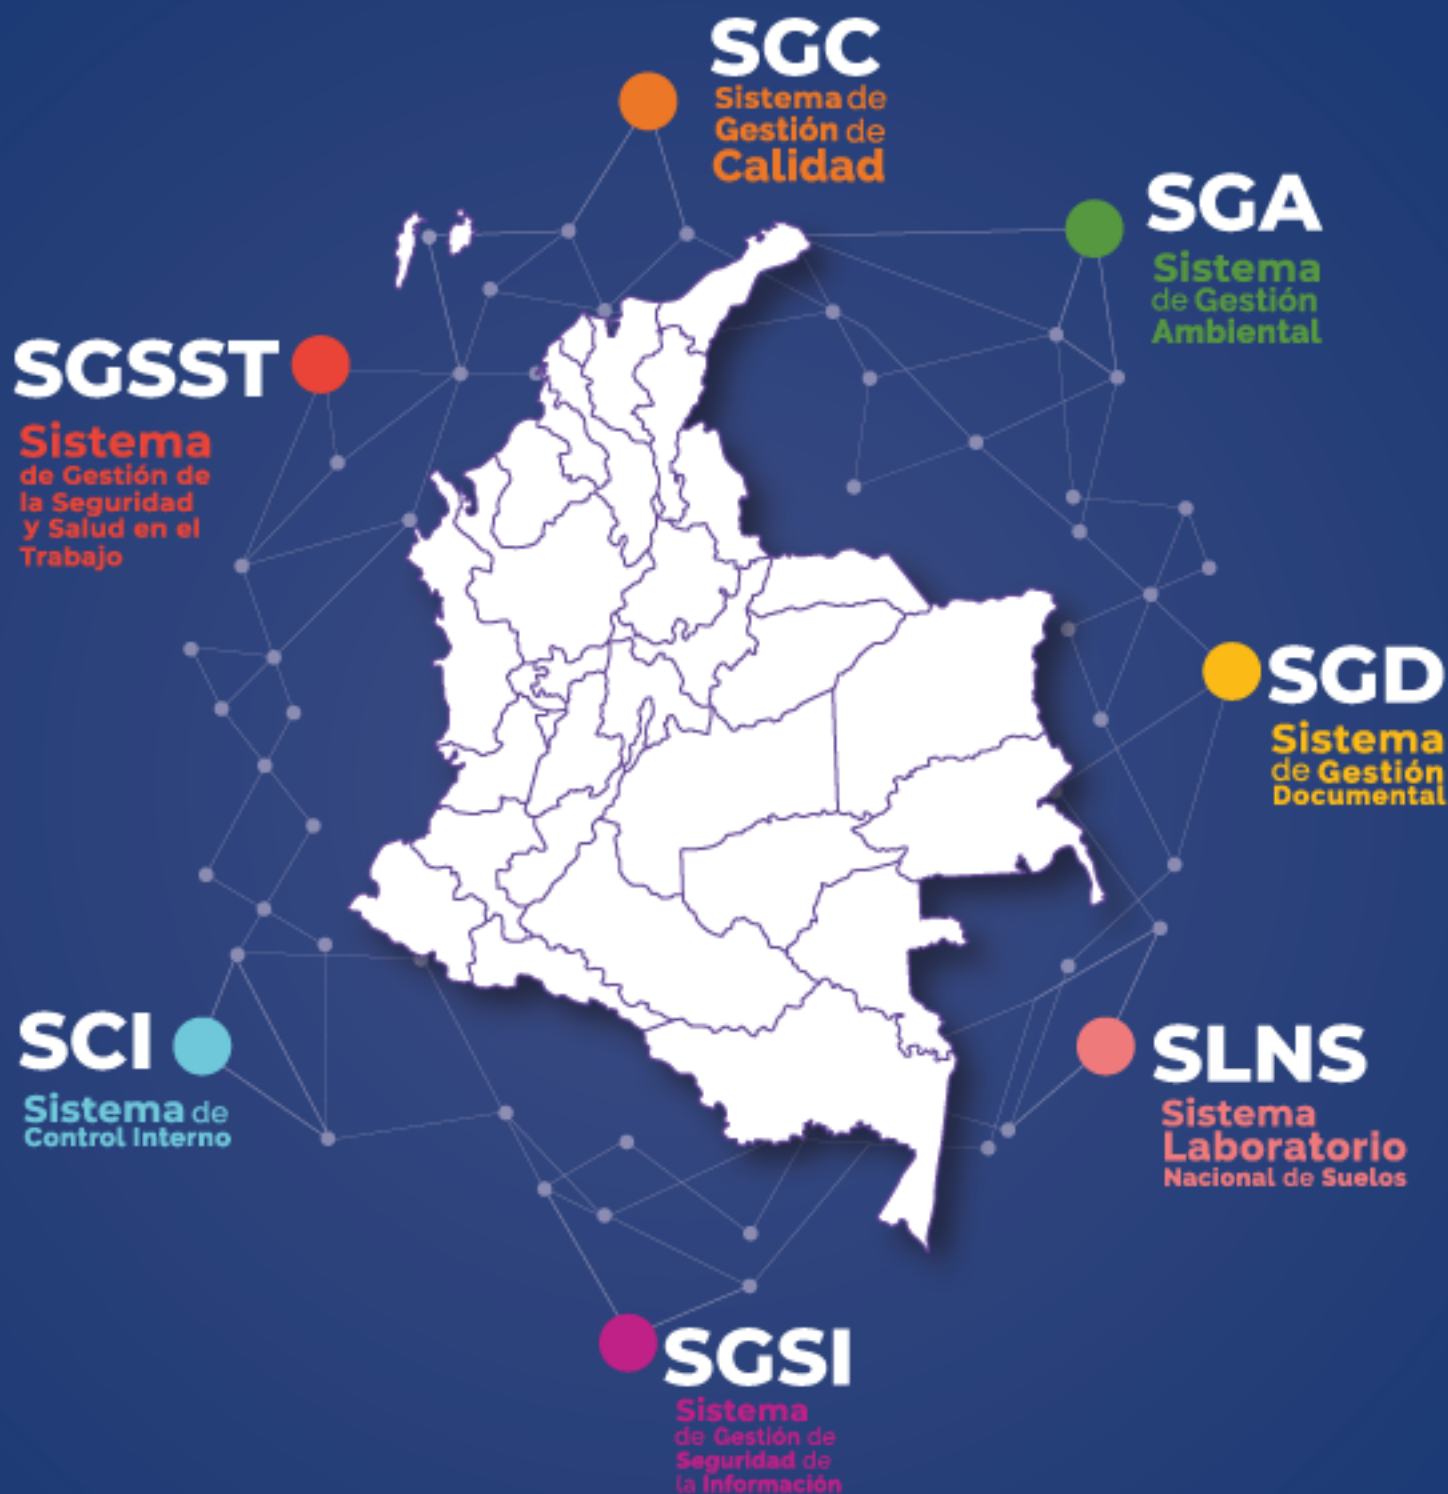 SGC
Sistema de
Gestión de
Calidad
SGA
Sistema
de Gestión
Ambiental
SGSST
Sistema
de Gestión de
la Seguridad
y Salud en el
Trabajo
SGD
Sistema
de Gestión
Documental
SCI
Sistema de
Control Interno
SLNS
Sistema
Laboratorio
Nacional de Suelos
SGSI
Sistema
de Gestión de
Seguridad de
la Información